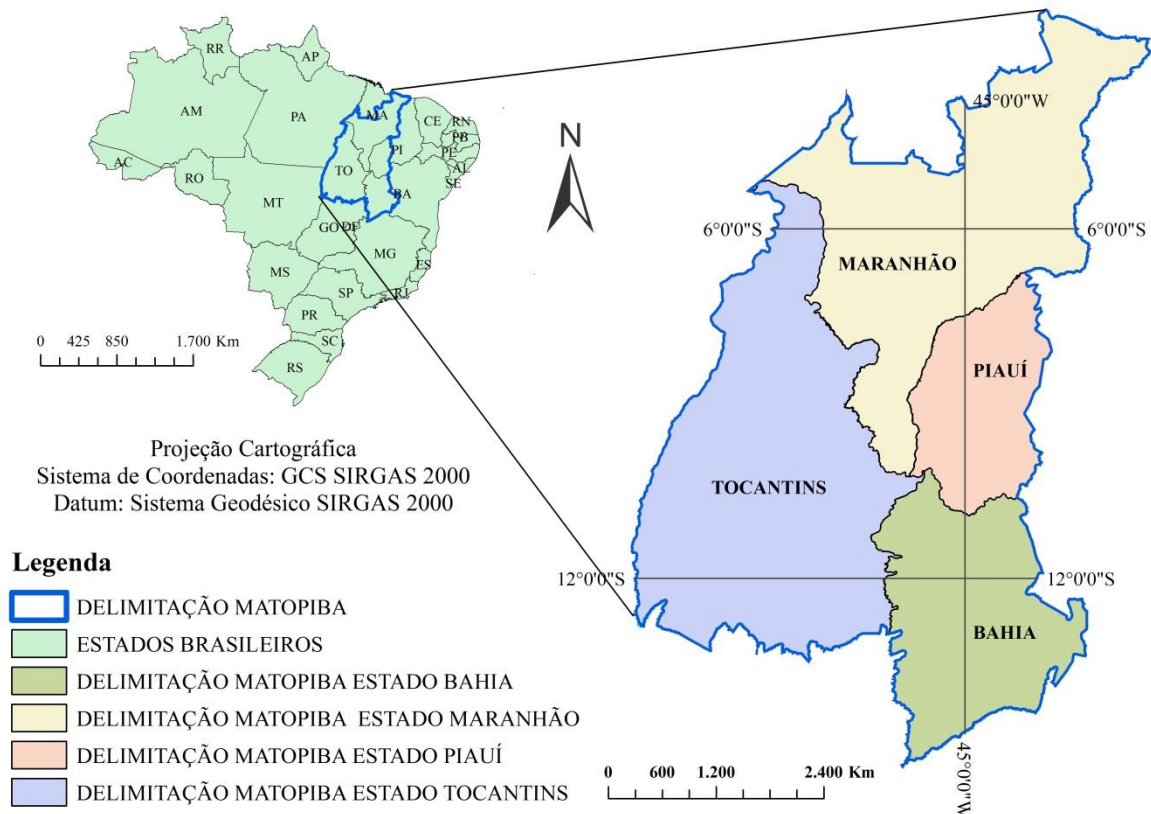 RR
AP
AM
PA
MA
CE
RN
PB
PE
AL
SE
PI
AC
RO
TO
BA
MT
GO
DF
MG
ES
MS
SP
RJ
PR
SC
RS
0 425 850 1.700 Km
N
Projeção Cartográfica
Sistema de Coordenadas: GCS SIRGAS 2000
Datum: Sistema Geodésico SIRGAS 2000
Legenda
DELIMITAÇÃO MATOPIBA
ESTADOS BRASILEIROS
DELIMITAÇÃO MATOPIBA ESTADO BAHIA
DELIMITAÇÃO MATOPIBA ESTADO MARANHÃO
DELIMITAÇÃO MATOPIBA ESTADO PIAUÍ
DELIMITAÇÃO MATOPIBA ESTADO TOCANTINS
45°0'0"W
6°0'0"S
6°0'0"S
MARANHÃO
PIAUÍ
TOCANTINS
12°0'0"S
12°0'0"S
BAHIA
45°0'0"W
0 600 1.200 2.400 Km